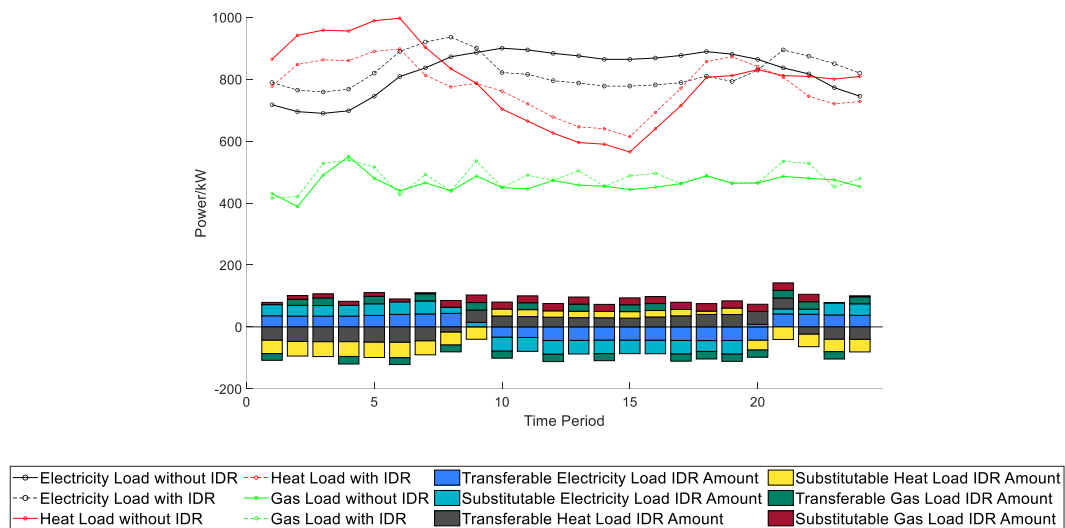 1000
800
600
400
200
0
-200
Power/kW
0 5 10 15 20
Time Period
Electricity Load without IDR Heat Load with IDR Transferable Electricity Load IDR Amount Substitutable Heat Load IDR Amount
Electricity Load with IDR Gas Load without IDR Substitutable Electricity Load IDR Amount Transferable Gas Load IDR Amount
Heat Load without IDR Gas Load with IDR Transferable Heat Load IDR Amount Substitutable Gas Load IDR Amount